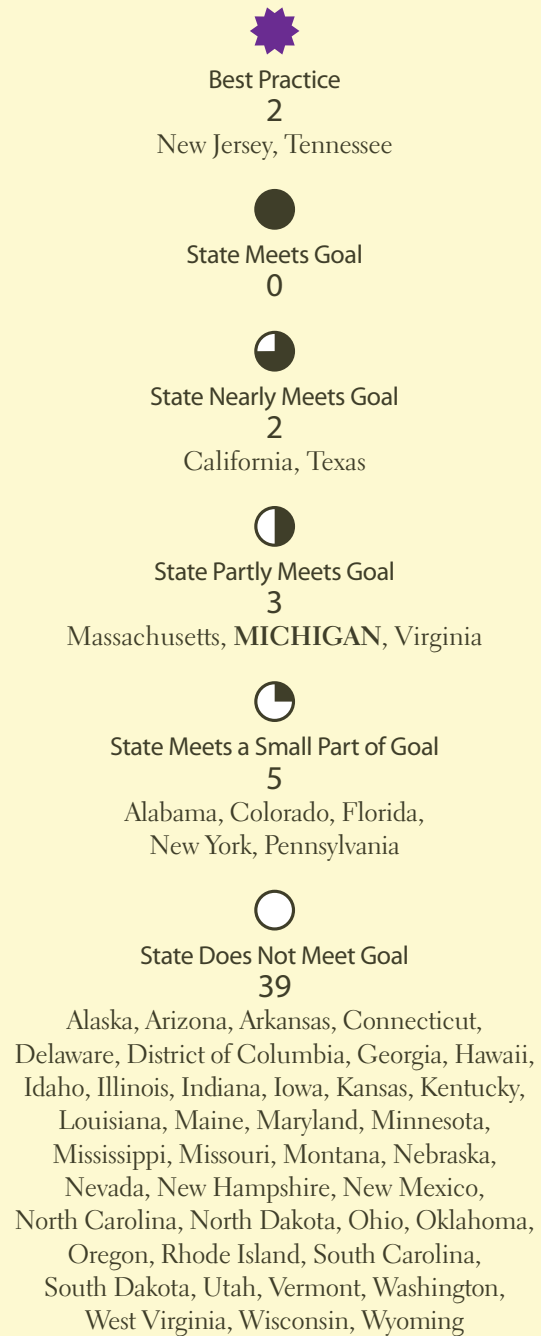 Best Practice
2
New Jersey, Tennessee
State Meets Goal
0
State Nearly Meets Goal
2
California, Texas
State Partly Meets Goal
3
Massachusetts, MICHIGAN, Virginia
State Meets a Small Part of Goal
5
Alabama, Colorado, Florida,
New York, Pennsylvania
State Does Not Meet Goal
39
Alaska, Arizona, Arkansas, Connecticut,
Delaware, District of Columbia, Georgia, Hawaii,
Idaho, Illinois, Indiana, Iowa, Kansas, Kentucky,
Louisiana, Maine, Maryland, Minnesota,
Mississippi, Missouri, Montana, Nebraska,
Nevada, New Hampshire, New Mexico,
North Carolina, North Dakota, Ohio, Oklahoma,
Oregon, Rhode Island, South Carolina,
South Dakota, Utah, Vermont, Washington,
West Virginia, Wisconsin, Wyoming